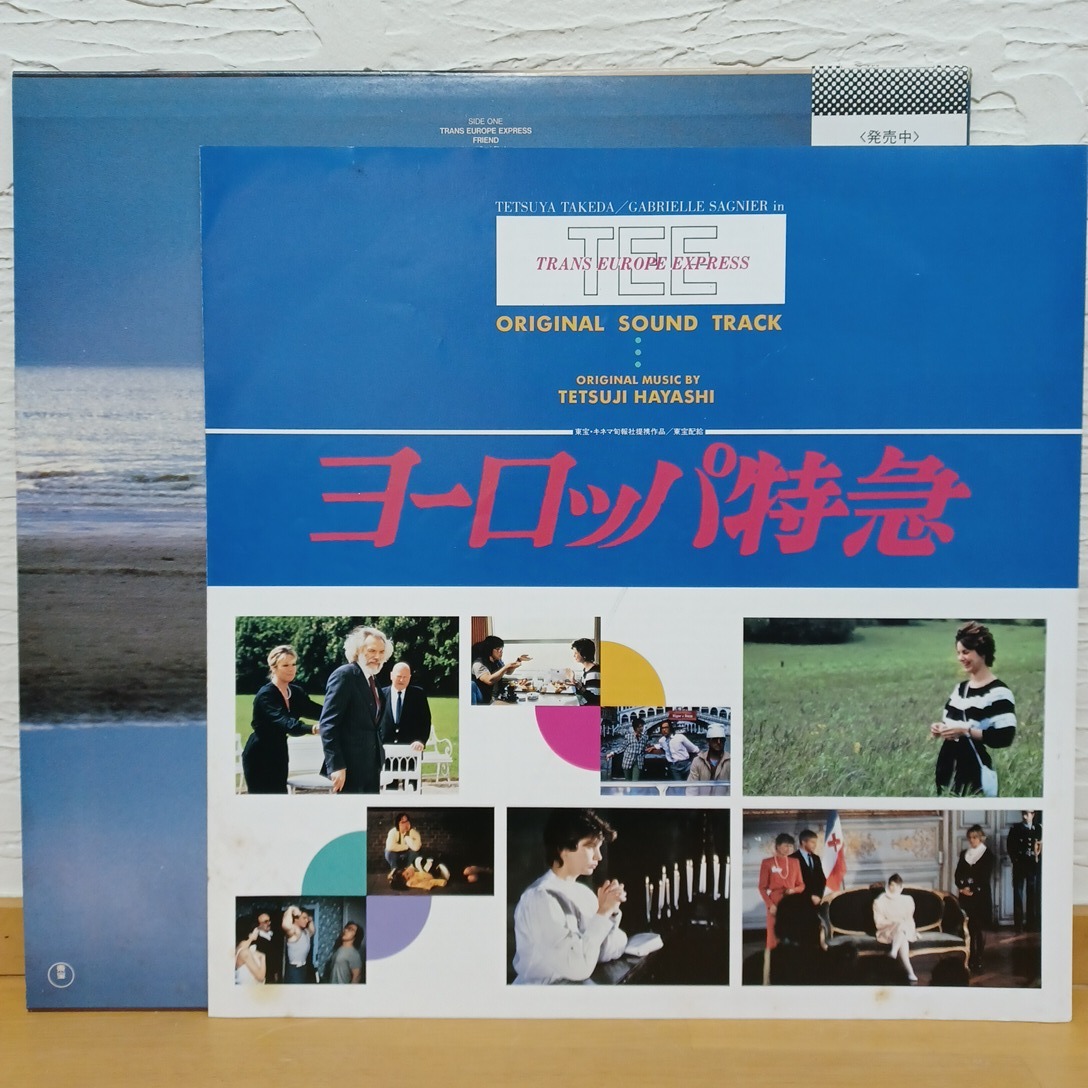 SIDE ONE
TRANS EUROPE EXPRESS
FRIEND
〈発売中〉
TETSUYA TAKEDA/GABRIELLE SAGNIER in
TEE
TRANS EUROPE EXPRESS
ORIGINAL SOUND TRACK
ORIGINAL MUSIC BY
TETSUJI HAYASHI
東宝・キネマ旬報社提携作品/東宝配給
ヨーロッパ特急
東宝